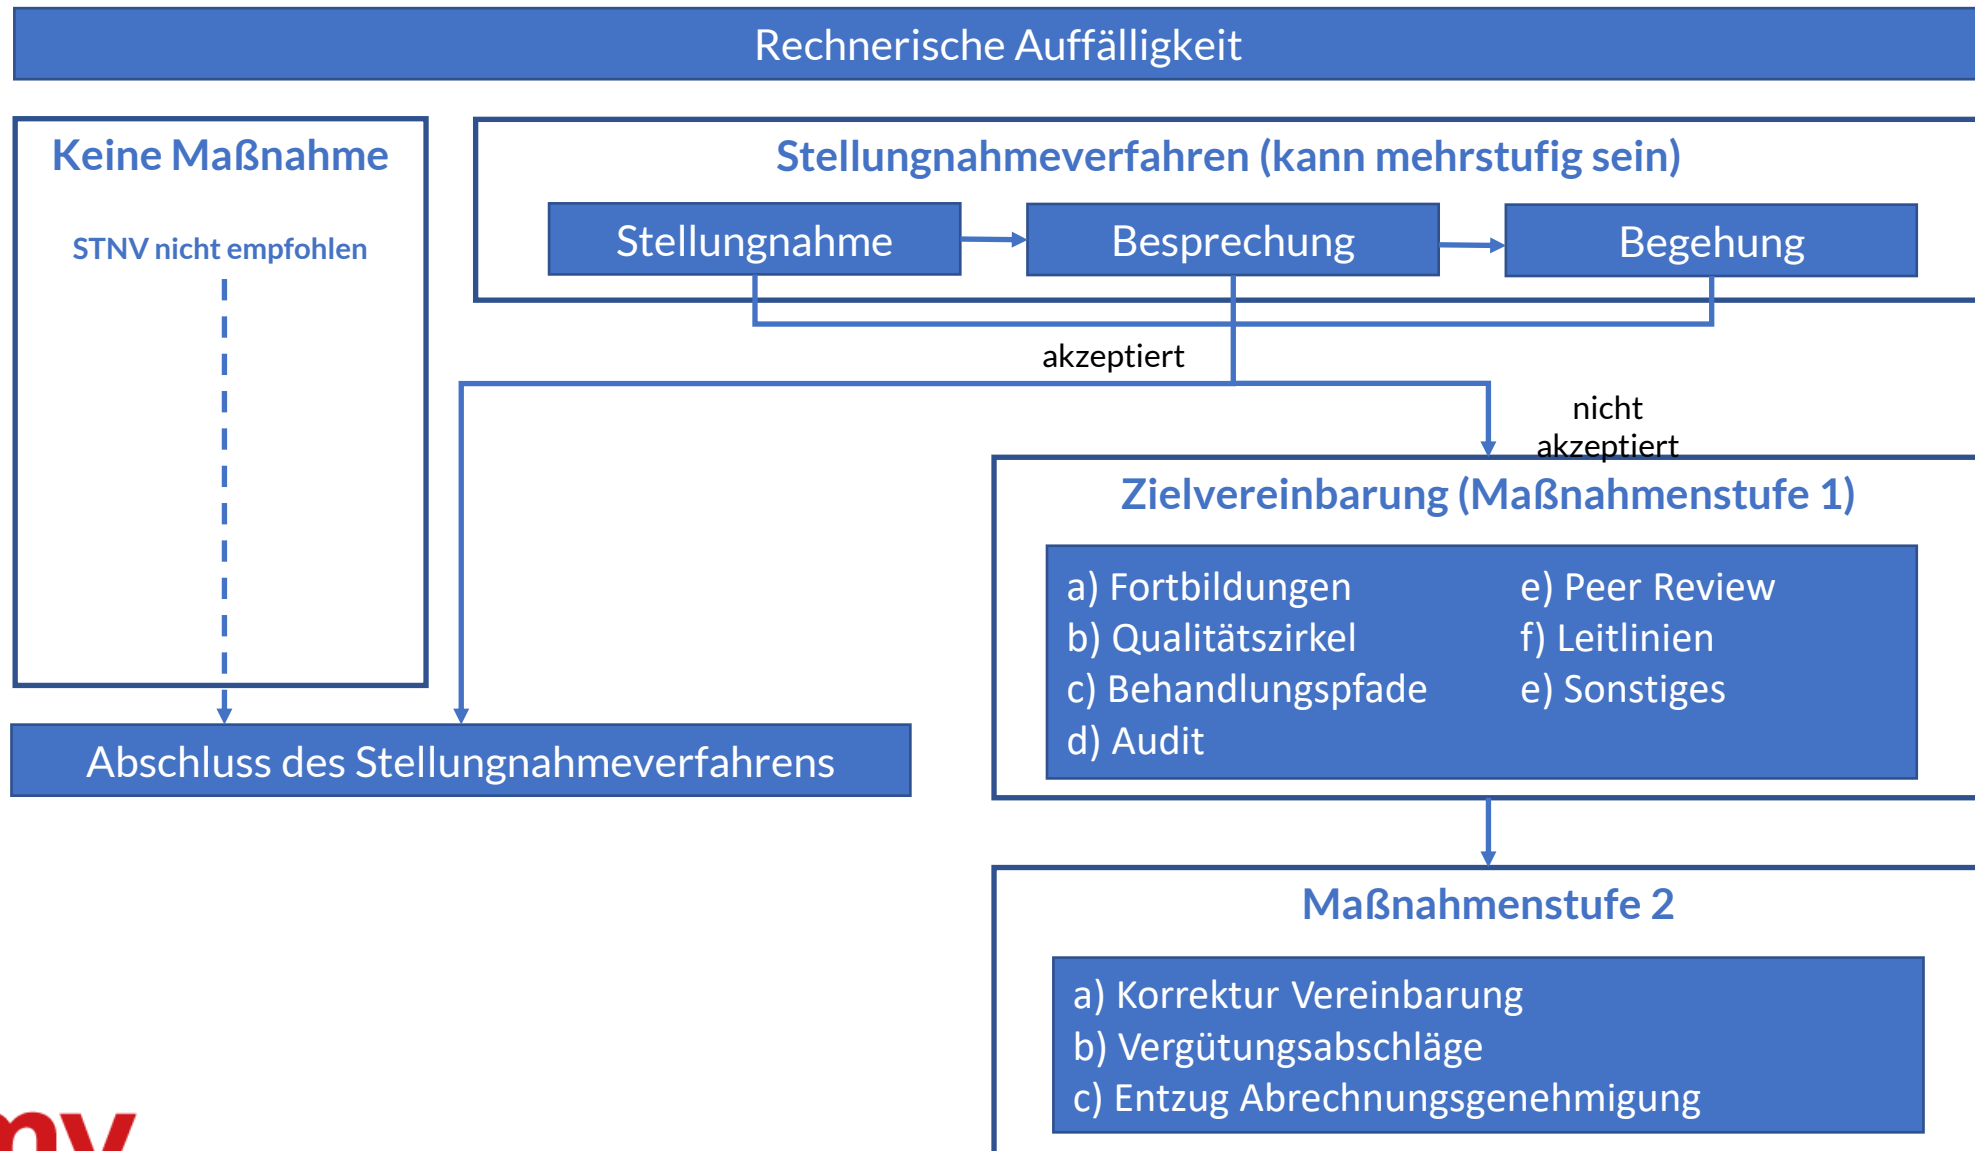 Rechnerische Auffälligkeit
Keine Maßnahme
STNV nicht empfohlen
Stellungnahmeverfahren (kann mehrstufig sein)
Stellungnahme
Besprechung
Begehung
akzeptiert
nicht
akzeptiert
Zielvereinbarung (Maßnahmenstufe 1)
a) Fortbildungen
b) Qualitätszirkel
c) Behandlungspfade
d) Audit
e) Peer Review
f) Leitlinien
e) Sonstiges
Abschluss des Stellungnahmeverfahrens
Maßnahmenstufe 2
a) Korrektur Vereinbarung
b) Vergütungsabschläge
c) Entzug Abrechnungsgenehmigung